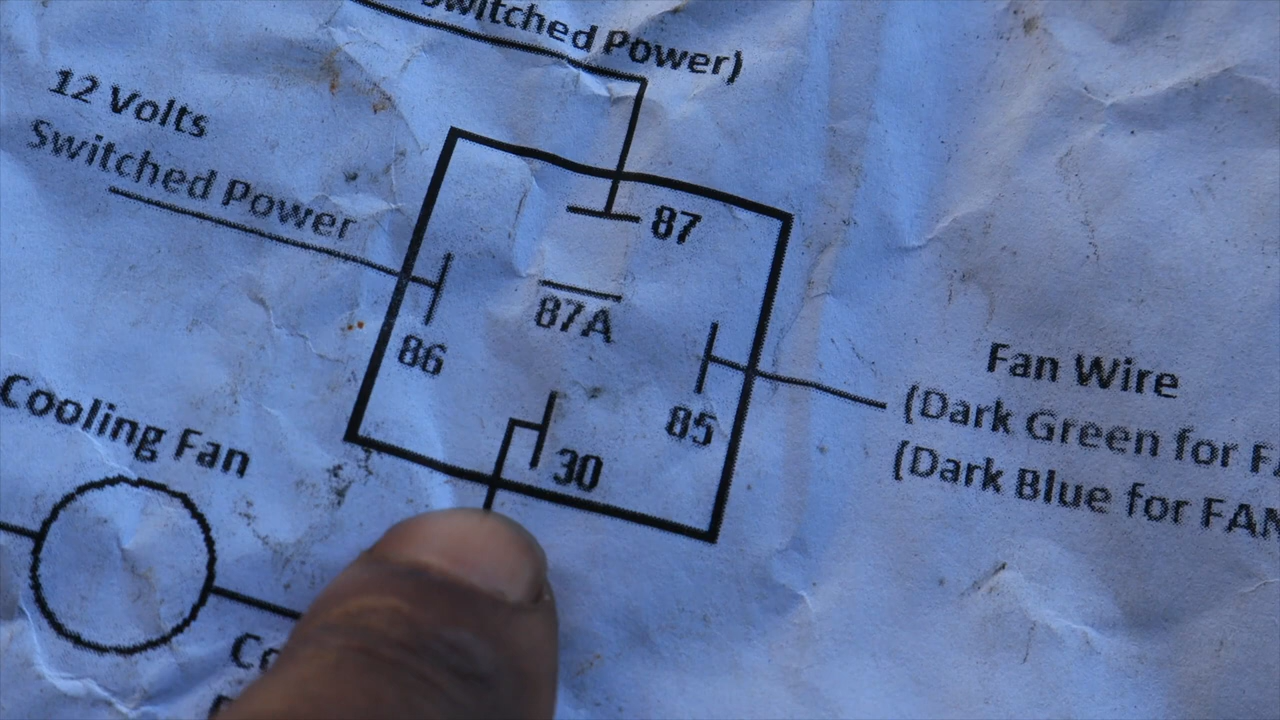 Switched Power)
12 Volts
Switched Power
87
87A
86
85
30
Fan Wire
(Dark Green for
(Dark Blue for FAN
Cooling Fan